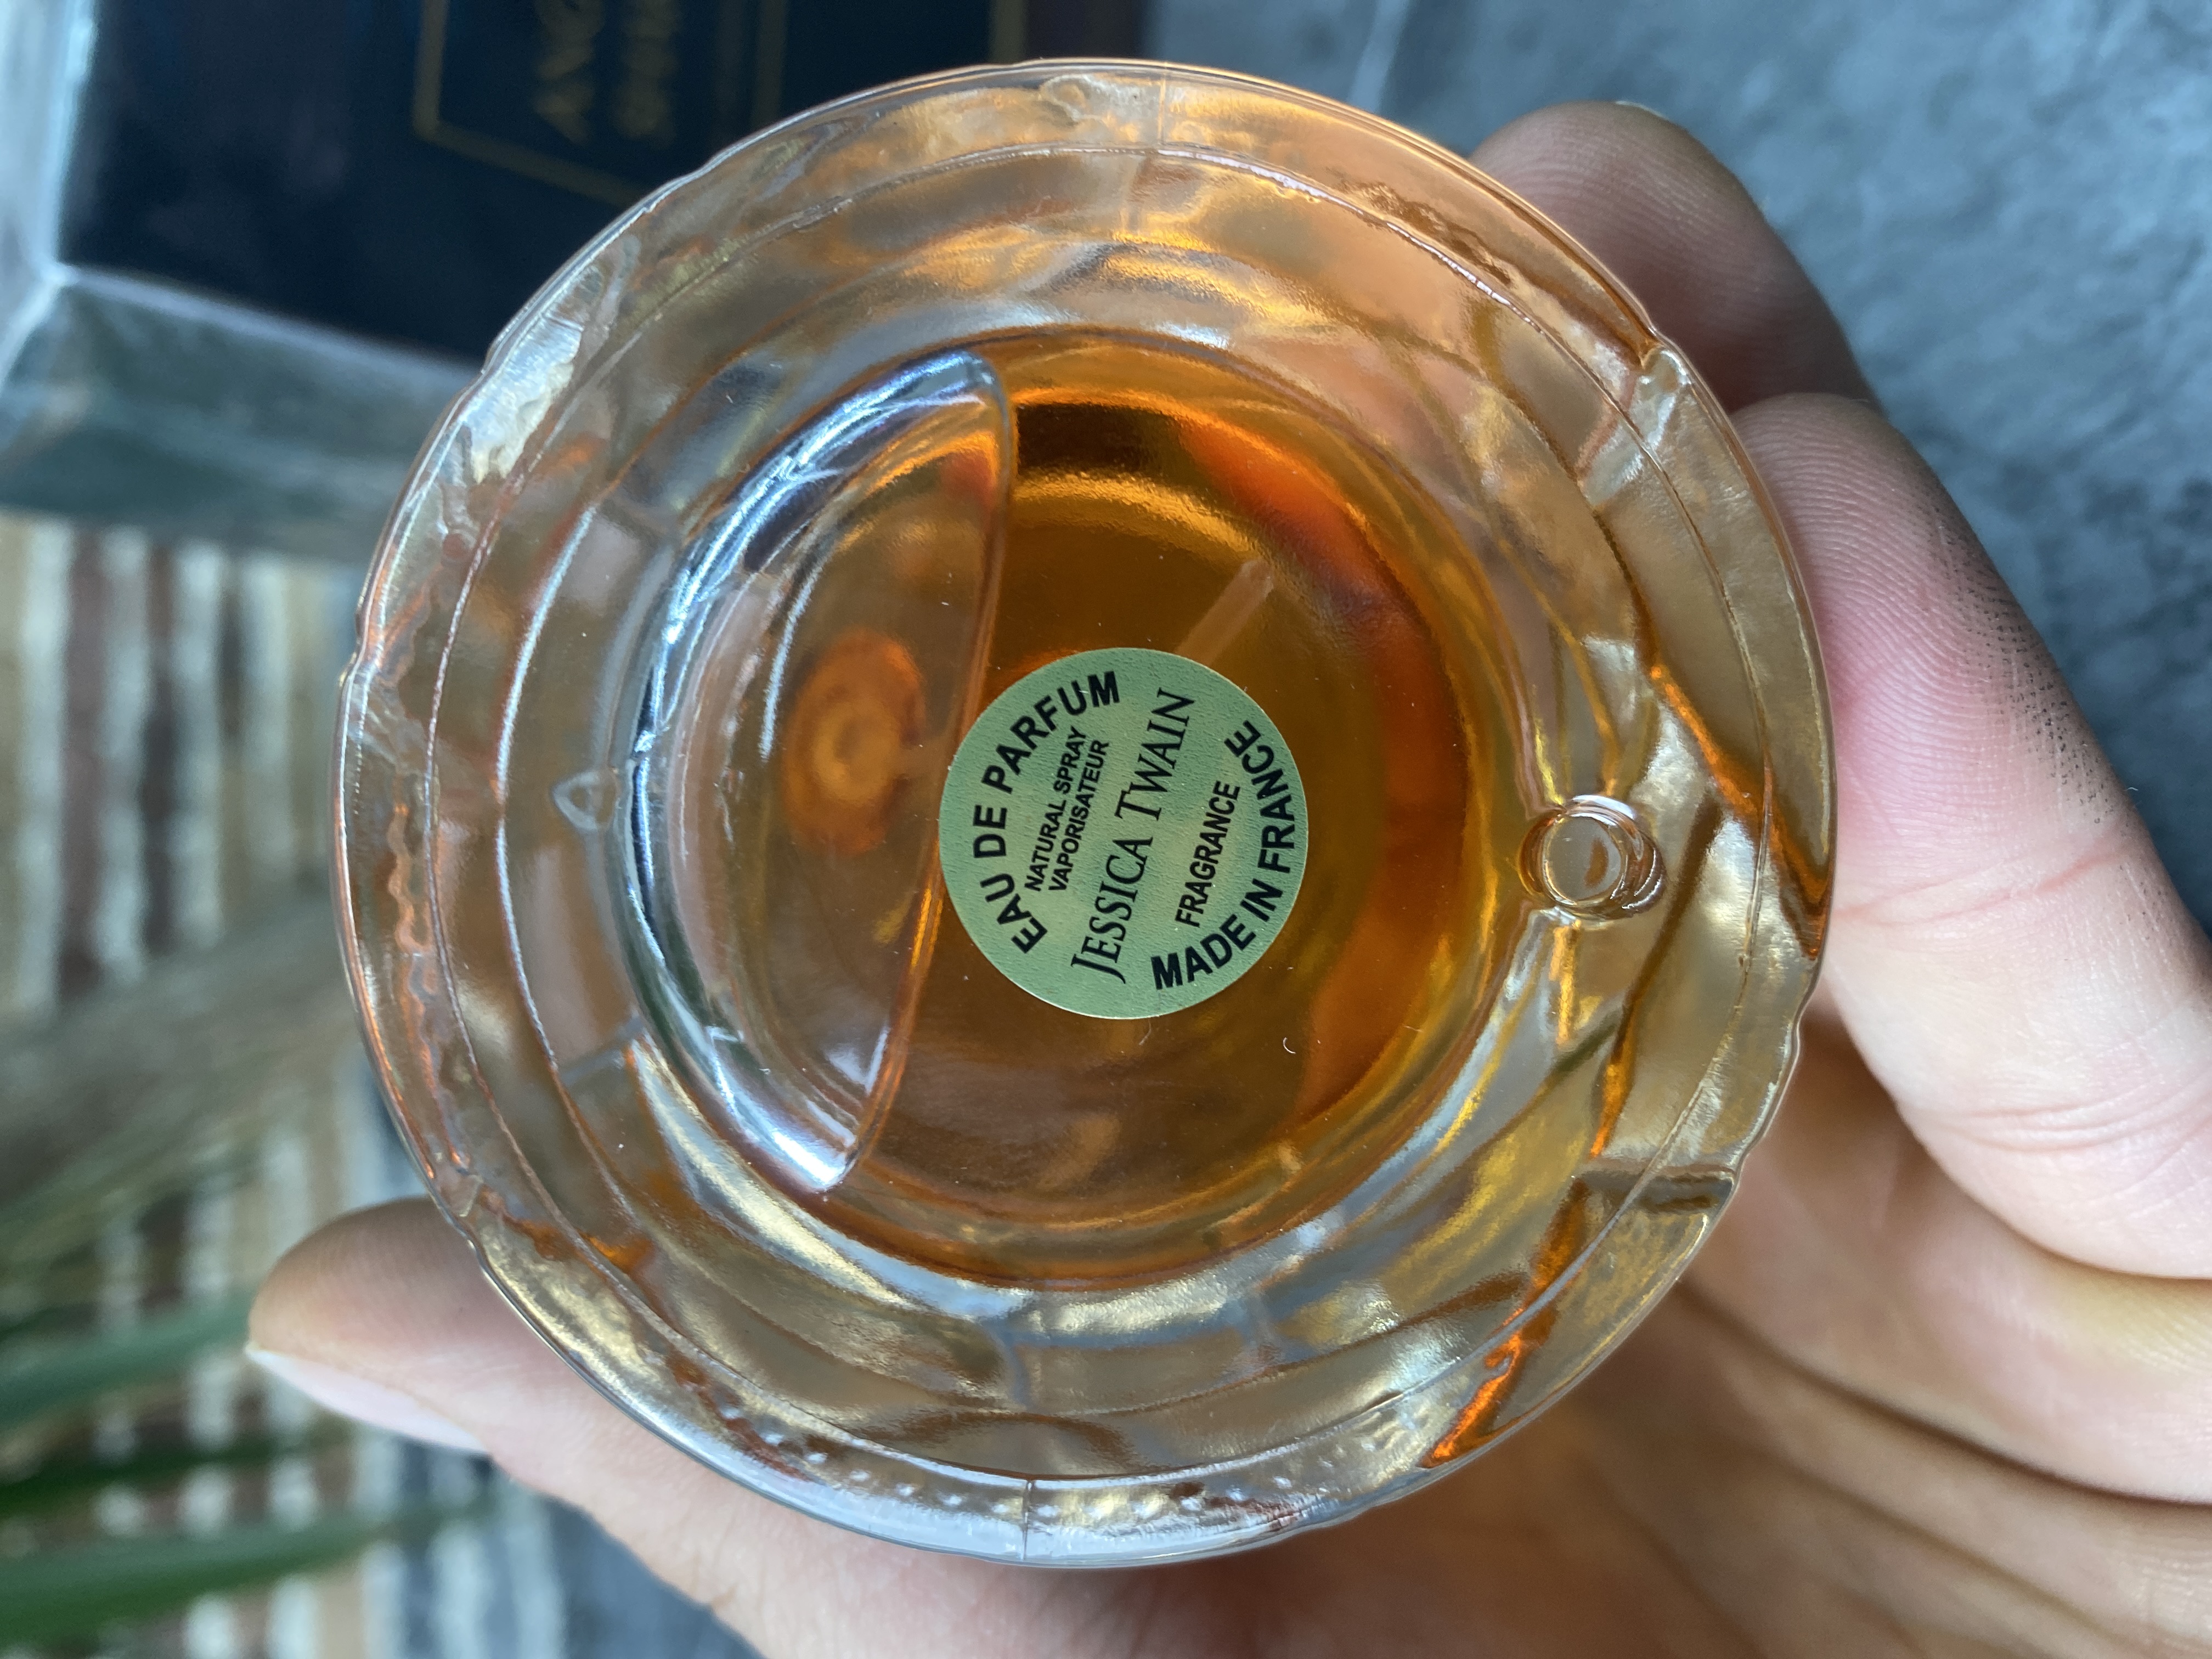 EAU DE PARFUM
NATURAL SPRAY
VAPORISATEUR
JESSICA TWAIN
FRAGRANCE
MADE IN FRANCE